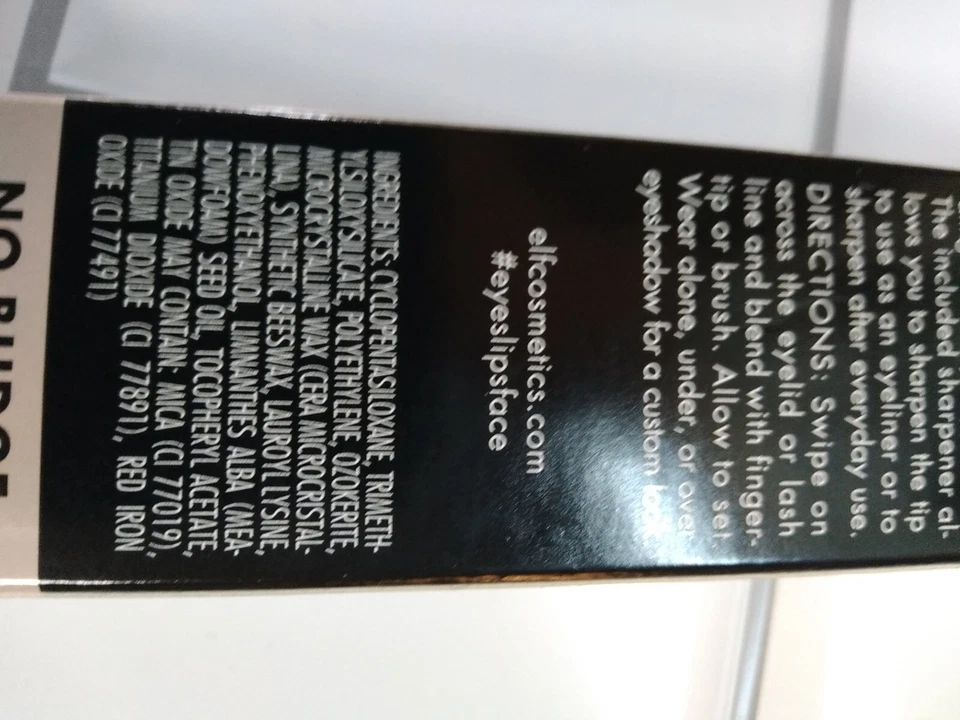 The included sharpener al-
lows you to sharpen the tip
to use as an eyeliner or to
sharpen after everyday use.
DIRECTIONS: Swipe on
across the eyelid or lash
line and blend with finger-
tip or brush. Allow to set.
Wear alone, under, or over
eyeshadow for a custom look.
elfcosmetics.com
#eyeslipsface
INGREDIENTS: CYCLOPENTASILOXANE, TRIMETH-
YLSILOXYSILICATE, POLYETHYLENE, OZOKERITE,
MICROCRYSTALLINE WAX (CERA MICROCRISTAL-
LINA), SYNTHETIC BEESWAX, LAUROYL LYSINE,
PHENOXYETHANOL, LIMNANTHES ALBA (MEA-
DOWFOAM) SEED OIL, TOCOPHERYL ACETATE,
TIN OXIDE MAY CONTAIN: MICA (CI 77019),
TITANIUM DIOXIDE (CI 77891), RED IRON
OXIDE (CI 77491)
NO